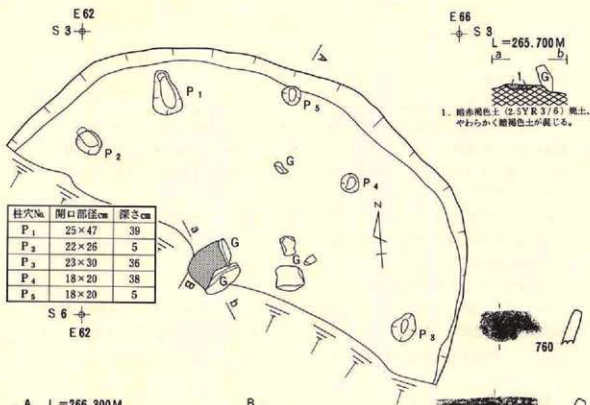 E62
S3
E66
S3
L=265.700M
a
b
1
G
1. 暗赤褐色土 (2.5YR 3/6) 焼土。
やわらかく暗褐色土が混じる。
A
P1
P5
P2
G
P4
N
柱穴No. 開口部径cm 深さcm
P1 25×47 39
P2 22×26 5
P3 23×30 36
P4 18×20 38
P5 18×20 5
a
G
G
B
G
b
P3
S6
E62
760
A L=266.300M
B